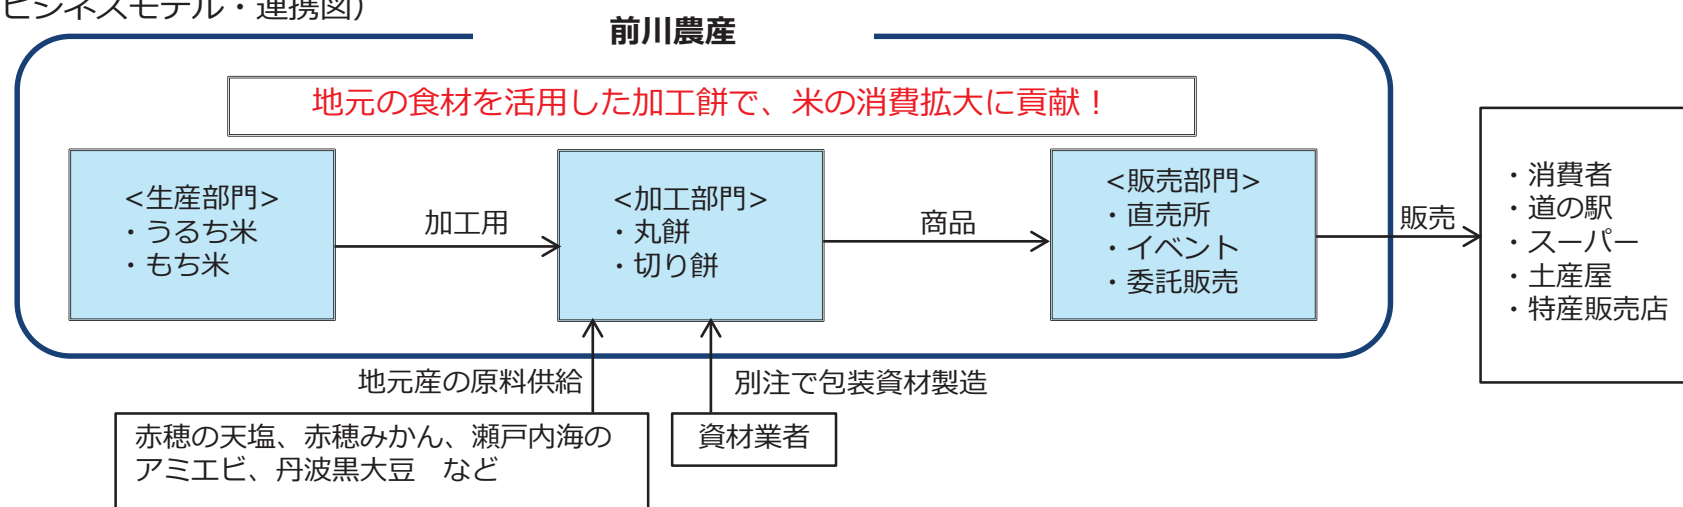 ビジネスモデル・連携図)
前川農産
地元の食材を活用した加工餅で、米の消費拡大に貢献！
<生産部門>
・うるち米
・もち米
加工用
<加工部門>
・丸餅
・切り餅
商品
<販売部門>
・直売所
・イベント
・委託販売
販売
・消費者
・道の駅
・スーパー
・土産屋
・特産販売店
地元産の原料供給
別注で包装資材製造
赤穂の天塩、赤穂みかん、瀬戸内海の
アミエビ、丹波黒大豆　など
資材業者